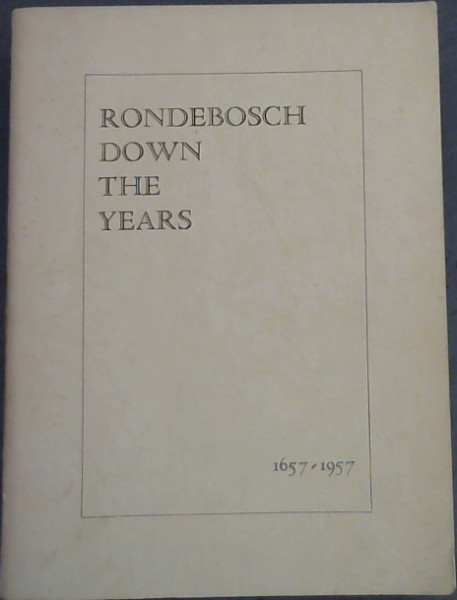 RONDEBOSCH
DOWN
THE
YEARS
1657-1957